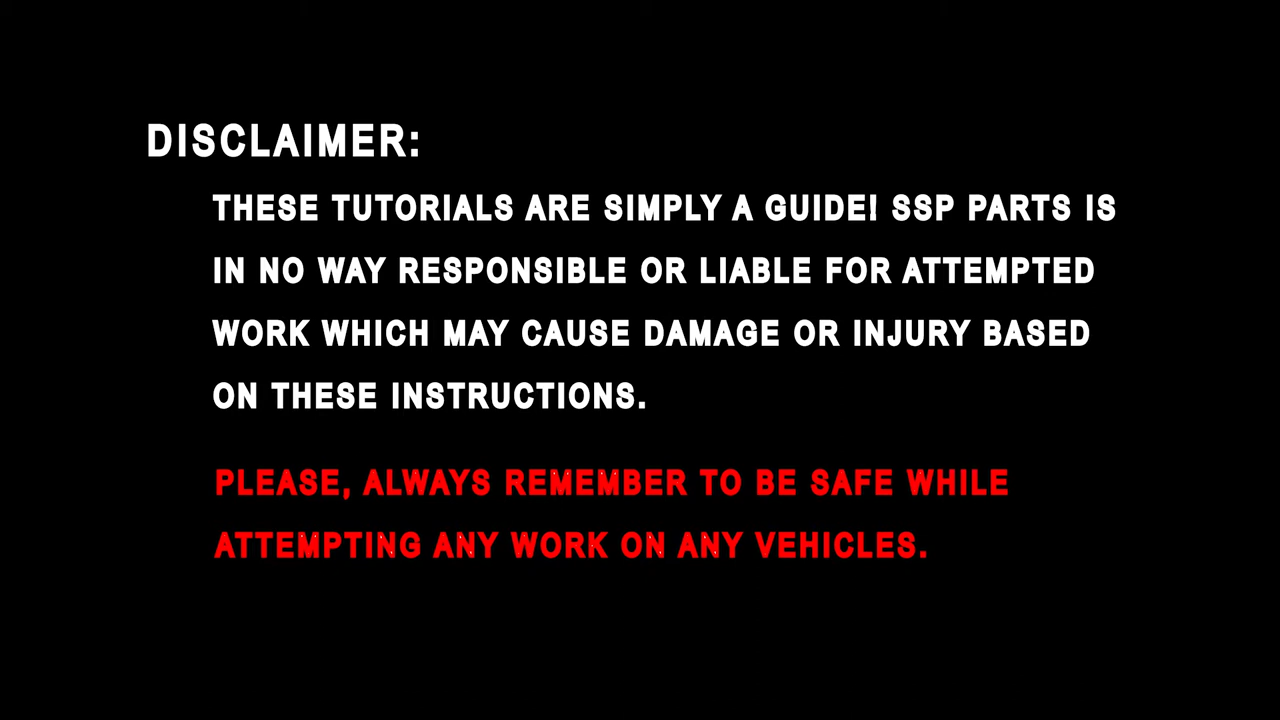 DISCLAIMER:
THESE TUTORIALS ARE SIMPLY A GUIDE! SSP PARTS IS
IN NO WAY RESPONSIBLE OR LIABLE FOR ATTEMPTED
WORK WHICH MAY CAUSE DAMAGE OR INJURY BASED
ON THESE INSTRUCTIONS.
PLEASE, ALWAYS REMEMBER TO BE SAFE WHILE
ATTEMPTING ANY WORK ON ANY VEHICLES.